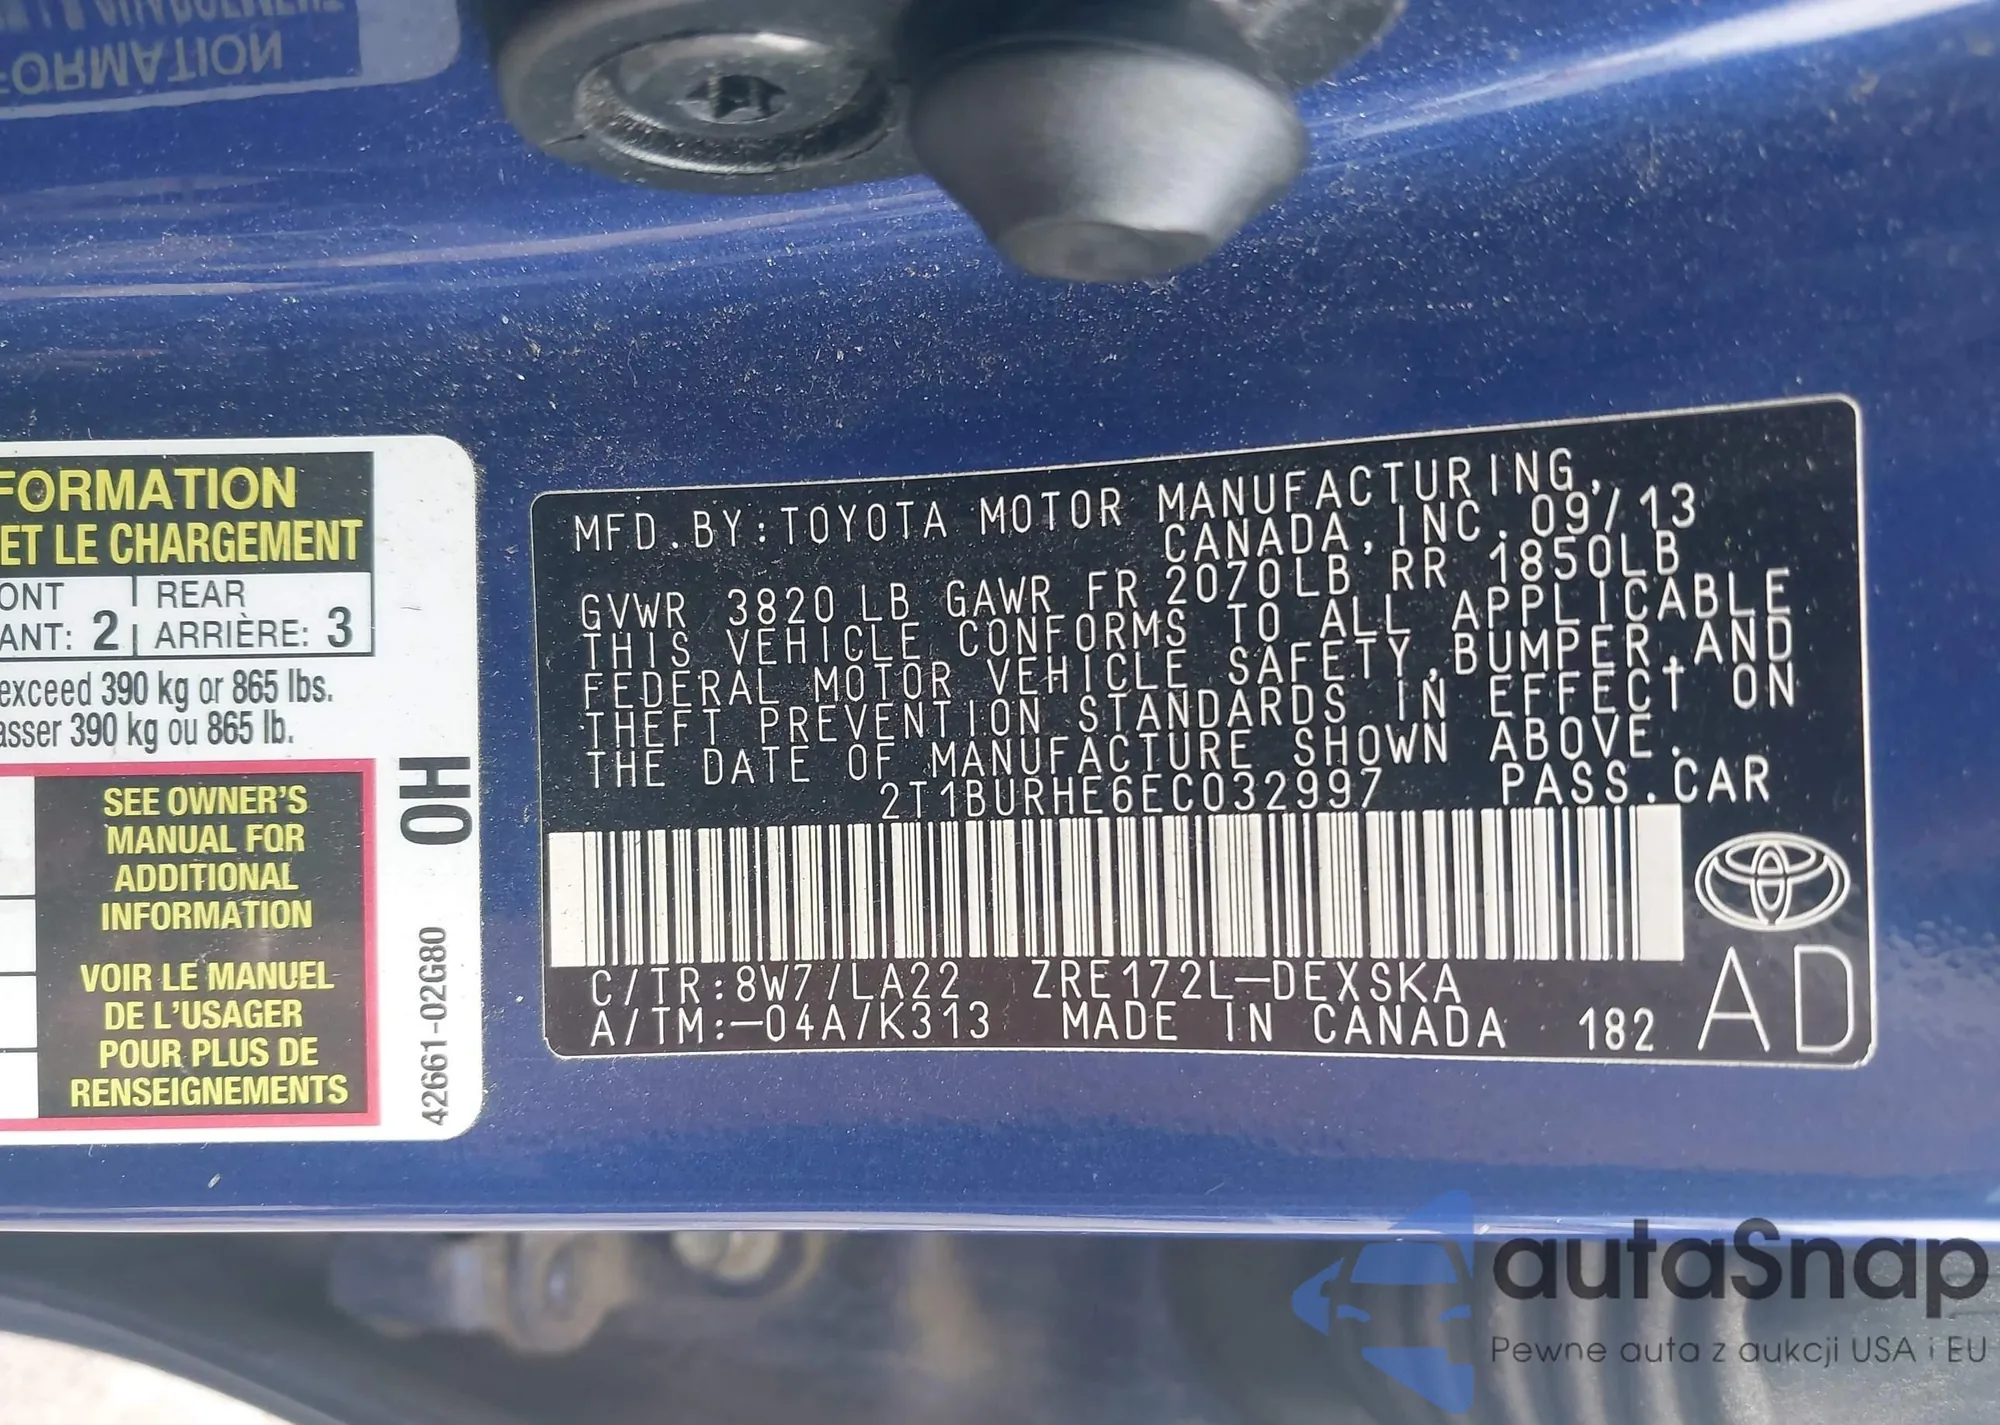 FORMATION
FORMATION
ET LE CHARGEMENT
ONT REAR
ANT: 2 ARRIÈRE: 3
exceed 390 kg or 865 lbs.
asser 390 kg ou 865 lb.
SEE OWNER'S
MANUAL FOR
ADDITIONAL
INFORMATION
VOIR LE MANUEL
DE L'USAGER
POUR PLUS DE
RENSEIGNEMENTS
0H
42661-02G80
MFD.BY:TOYOTA MOTOR MANUFACTURING,
CANADA,INC. 09/13
GVWR 3820LB GAWR FR 2070LB RR 1850LB
THIS VEHICLE CONFORMS TO ALL APPLICABLE
FEDERAL MOTOR VEHICLE SAFETY,BUMPER,AND
THEFT PREVENTION STANDARDS IN EFFECT ON
THE DATE OF MANUFACTURE SHOWN ABOVE.
2T1BURHE6EC032997 PASS.CAR
C/TR:8W7/LA22 ZRE172L-DEXSKA
A/TM:-04A/K313 MADE IN CANADA 182
AD
autaSnap
Pewne auta z aukcji USA i EU